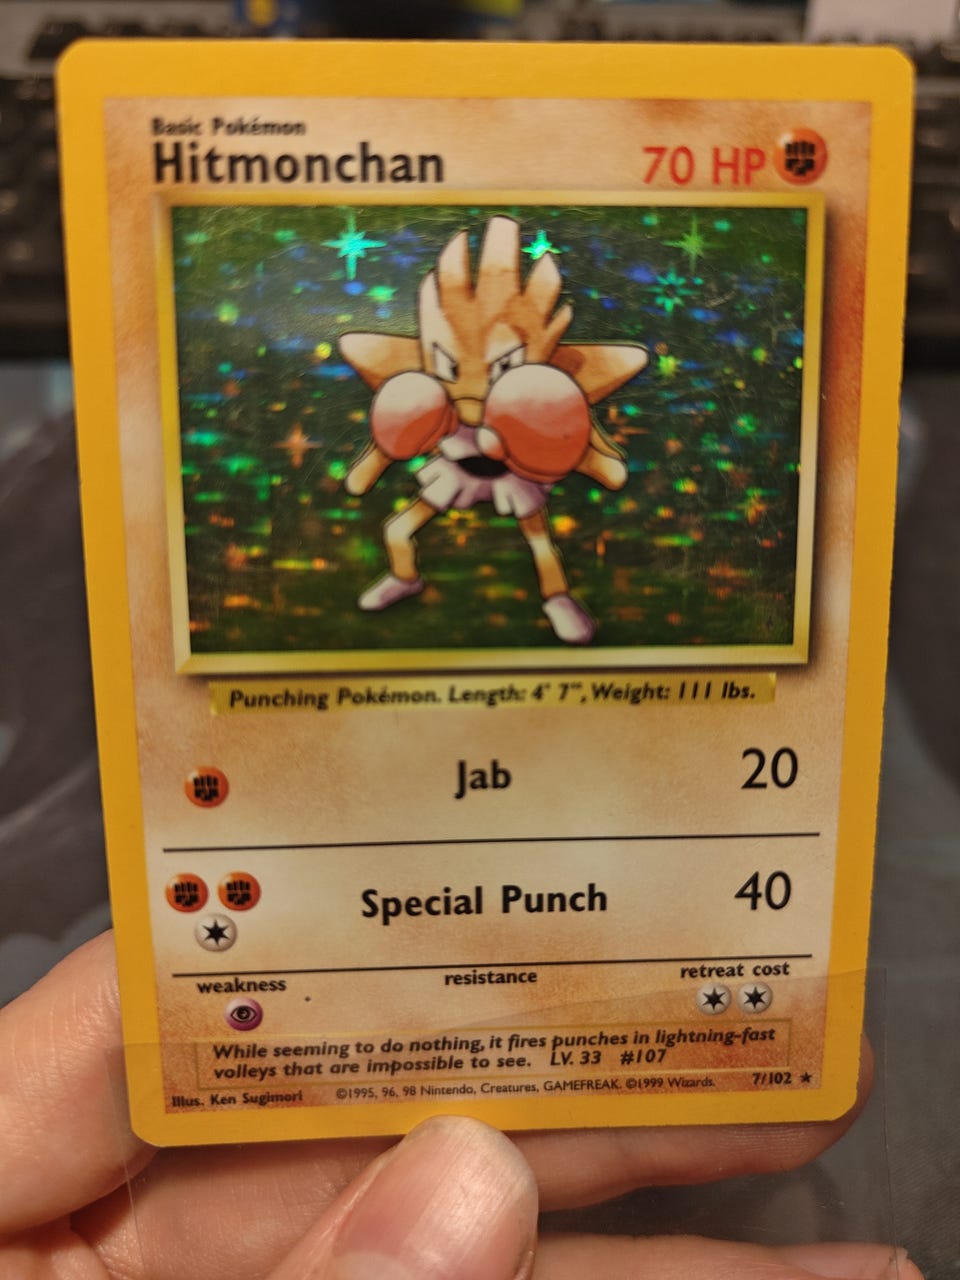 Basic Pokémon
Hitmonchan 70 HP
Punching Pokémon. Length: 4' 7", Weight: 111 lbs.
Jab 20
Special Punch 40
weakness resistance retreat cost
While seeming to do nothing, it fires punches in lightning-fast
volleys that are impossible to see. LV. 33 #107
Illus. Ken Sugimori ©1995, 96, 98 Nintendo, Creatures, GAMEFREAK. ©1999 Wizards. 7/102 ★